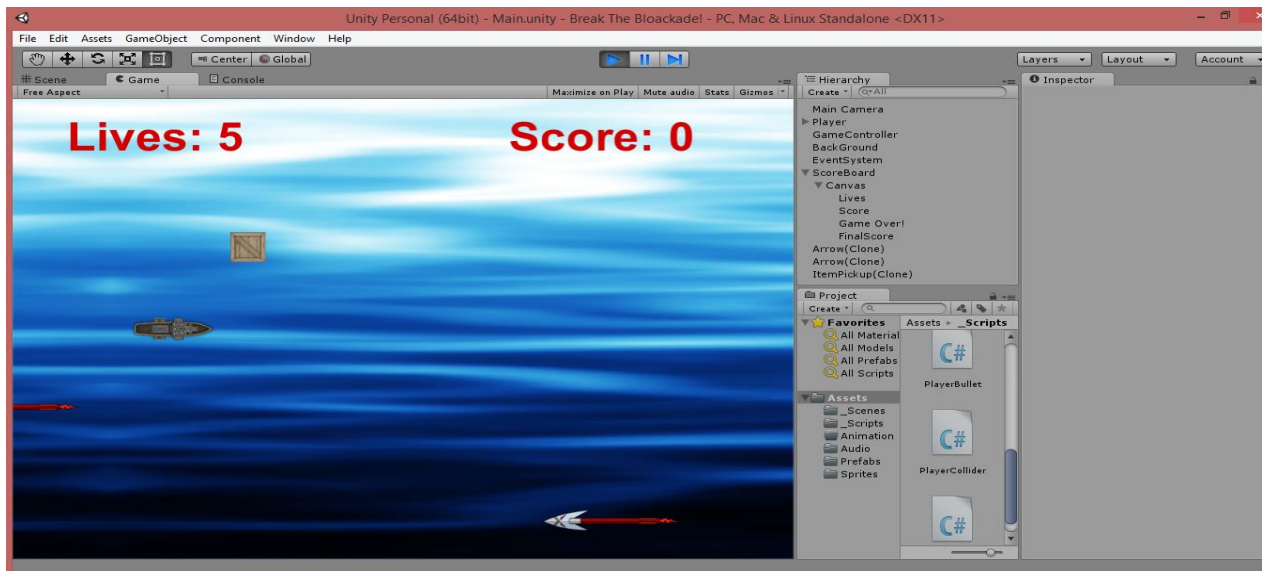 Unity Personal (64bit) - Main.unity - Break The Bloackade! - PC, Mac & Linux Standalone <DX11>
File Edit Assets GameObject Component Window Help
Center Global
Layers Layout Account
Scene Game Console
Free Aspect
Maximize on Play Mute audio Stats Gizmos
Lives: 5
Score: 0
Hierarchy
Create All
Main Camera
Player
GameController
BackGround
EventSystem
ScoreBoard
Canvas
Lives
Score
Game Over!
FinalScore
Arrow(Clone)
Arrow(Clone)
ItemPickup(Clone)
Project
Create
Favorites
All Material
All Models
All Prefabs
All Scripts
Assets
_Scenes
_Scripts
Animation
Audio
Prefabs
Sprites
Assets _Scripts
C#
PlayerBullet
C#
PlayerCollider
C#
Inspector